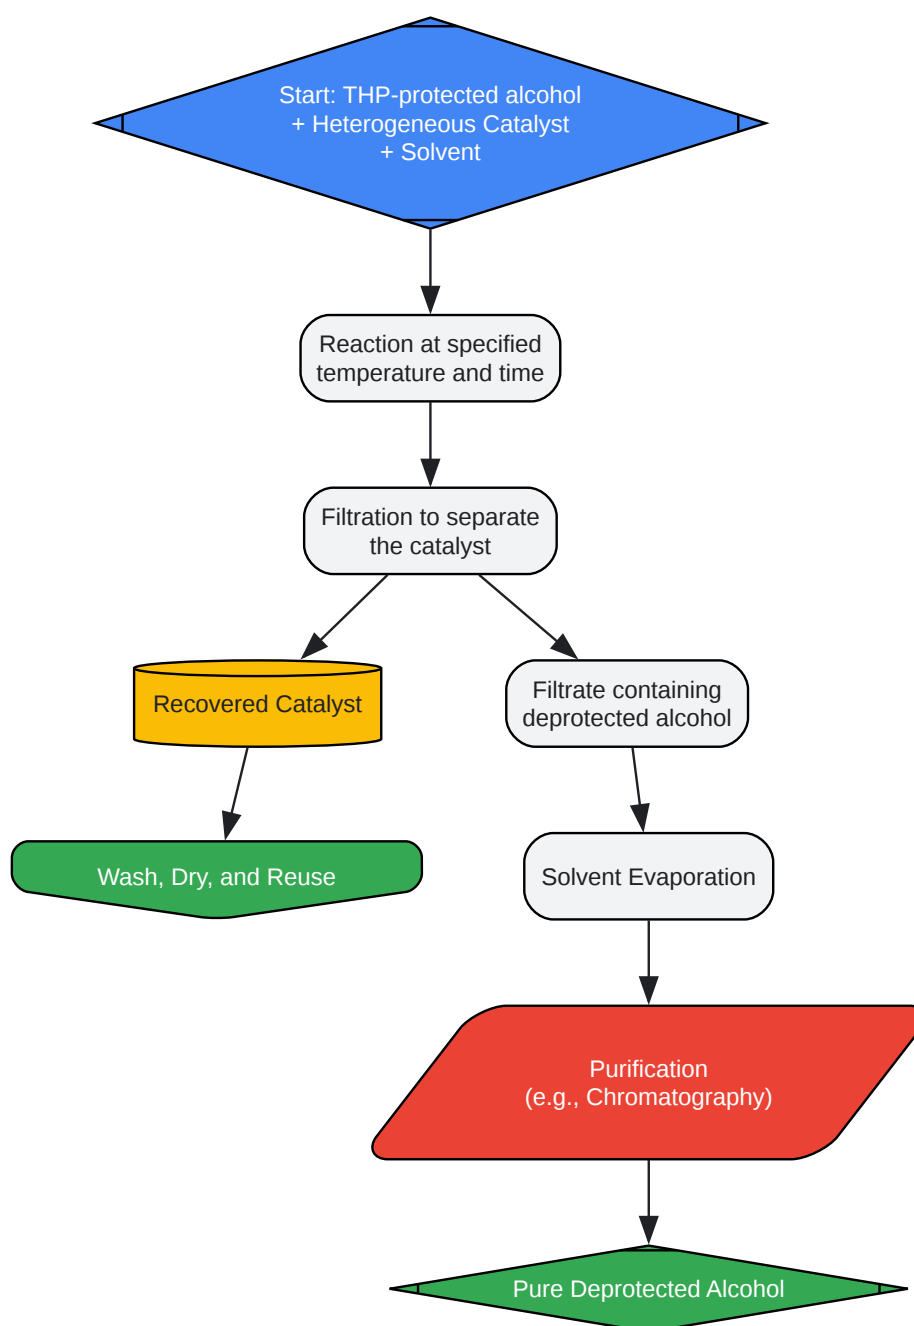 Start: THP-protected alcohol
+ Heterogeneous Catalyst
+ Solvent
Reaction at specified
temperature and time
Filtration to separate
the catalyst
Recovered Catalyst
Filtrate containing
deprotected alcohol
Wash, Dry, and Reuse
Solvent Evaporation
Purification
(e.g., Chromatography)
Pure Deprotected Alcohol